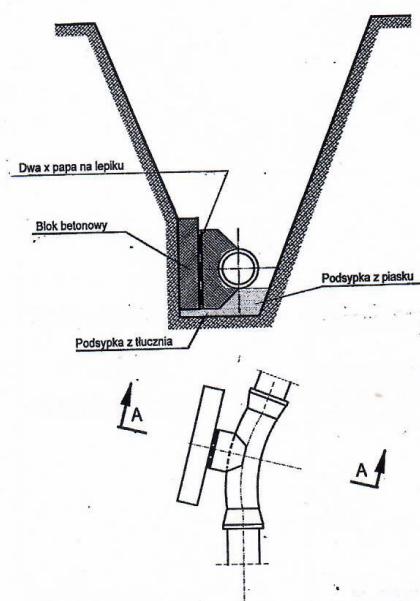 Dwa x papa na lepiku
Blok betonowy
Podsypka z piasku
Podsypka z tłucznia
A
A